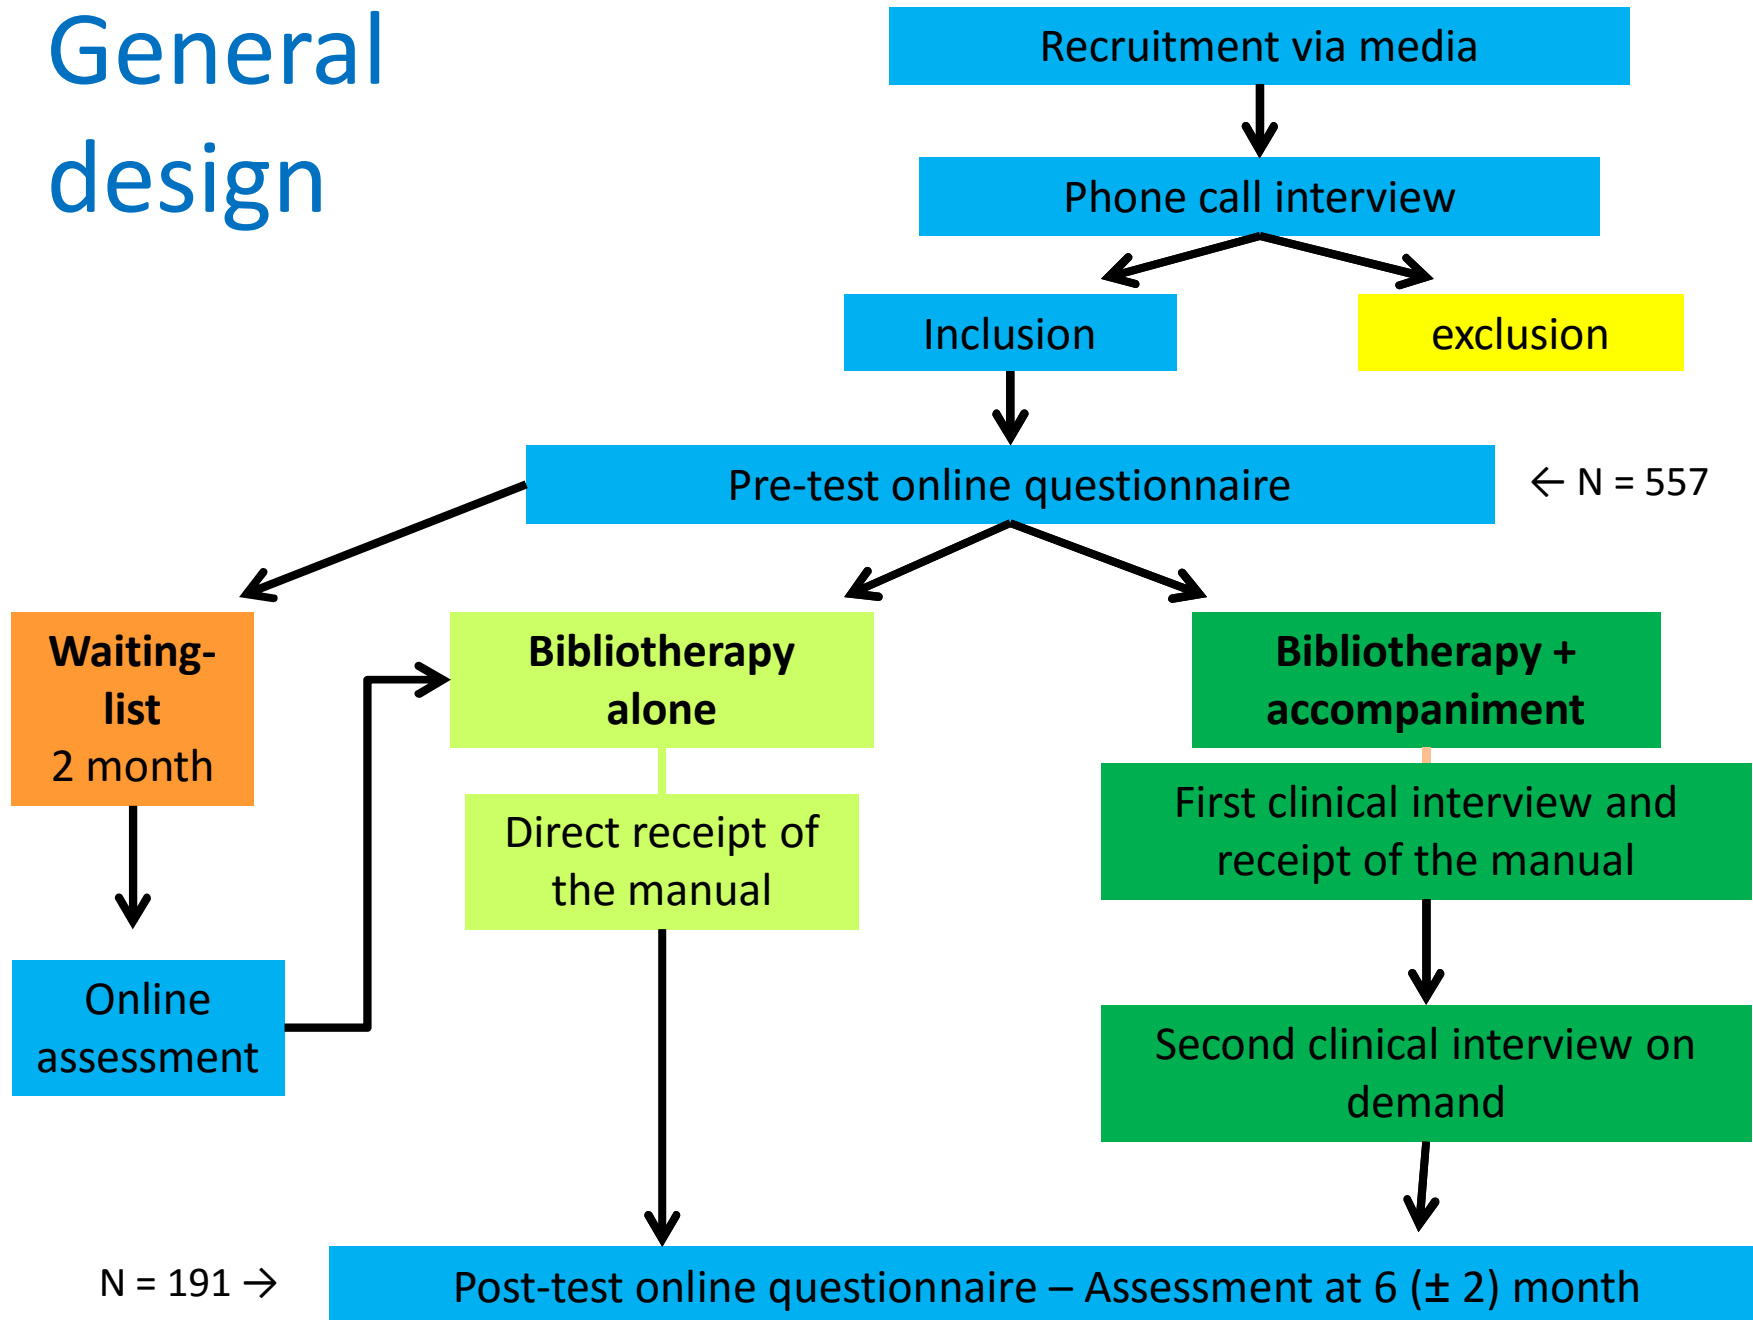 General
design
Recruitment via media
Phone call interview
Inclusion
exclusion
Pre-test online questionnaire
← N = 557
Waiting-
list
2 month
Bibliotherapy
alone
Bibliotherapy +
accompaniment
Direct receipt of
the manual
First clinical interview and
receipt of the manual
Online
assessment
Second clinical interview on
demand
N = 191 →
Post-test online questionnaire – Assessment at 6 (± 2) month